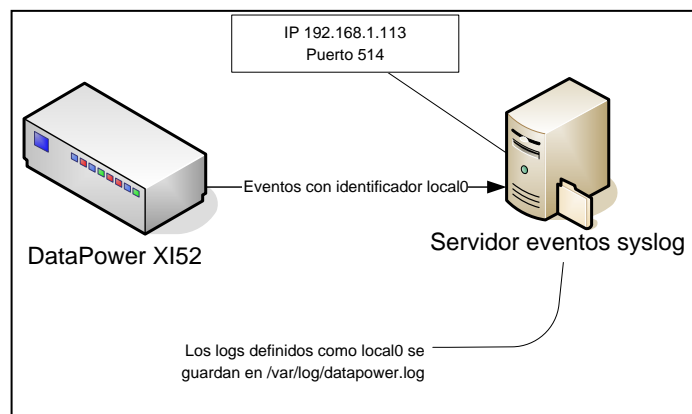 IP 192.168.1.113
Puerto 514
Eventos con identificador local0
DataPower XI52
Servidor eventos syslog
Los logs definidos como local0 se
guardan en /var/log/datapower.log